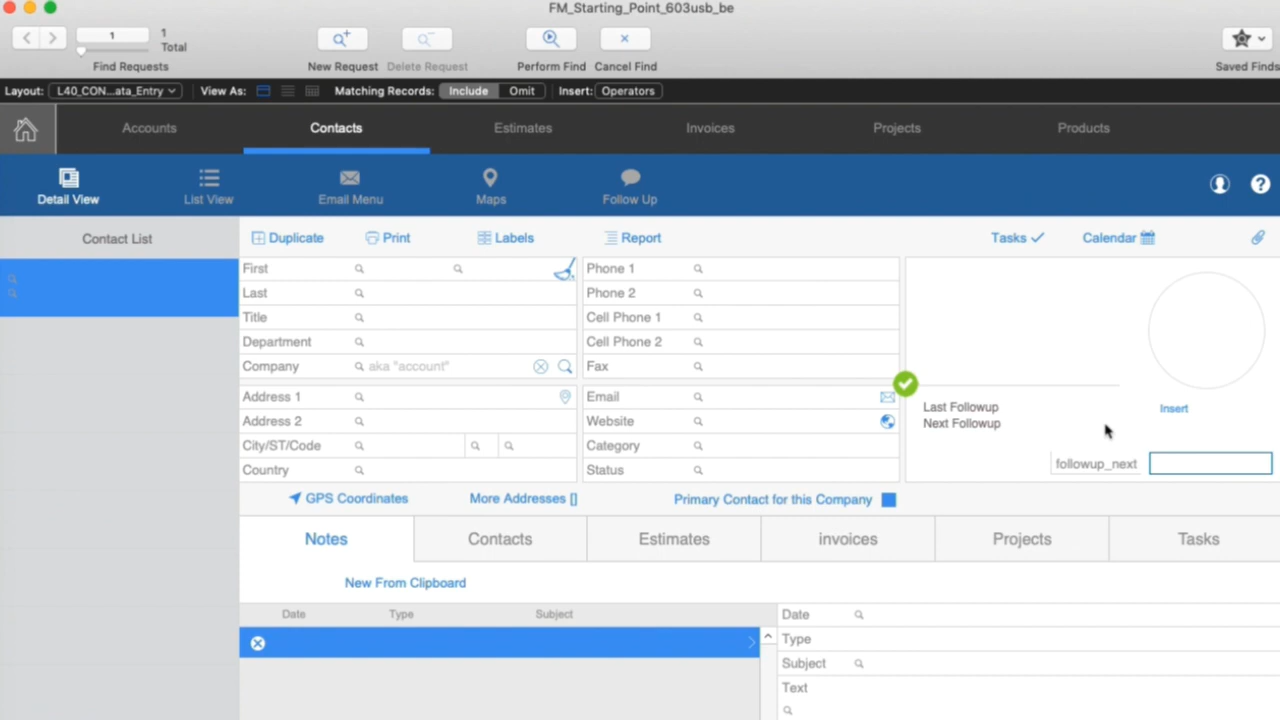 FM_Starting_Point_603usb_be
1
1
Total
Find Requests
New Request
Delete Request
Perform Find
Cancel Find
Saved Finds
Layout:
L40_CON...ata_Entry
View As:
Matching Records:
Include
Omit
Insert:
Operators
Accounts
Contacts
Estimates
Invoices
Projects
Products
Detail View
List View
Email Menu
Maps
Follow Up
?
Contact List
Duplicate
Print
Labels
Report
Tasks
Calendar
First
Last
Title
Department
Company
aka "account"
Address 1
Address 2
City/ST/Code
Country
Phone 1
Phone 2
Cell Phone 1
Cell Phone 2
Fax
Email
Website
Category
Status
Last Followup
Next Followup
Insert
followup_next
GPS Coordinates
More Addresses []
Primary Contact for this Company
Notes
Contacts
Estimates
invoices
Projects
Tasks
New From Clipboard
Date
Type
Subject
Date
Type
Subject
Text